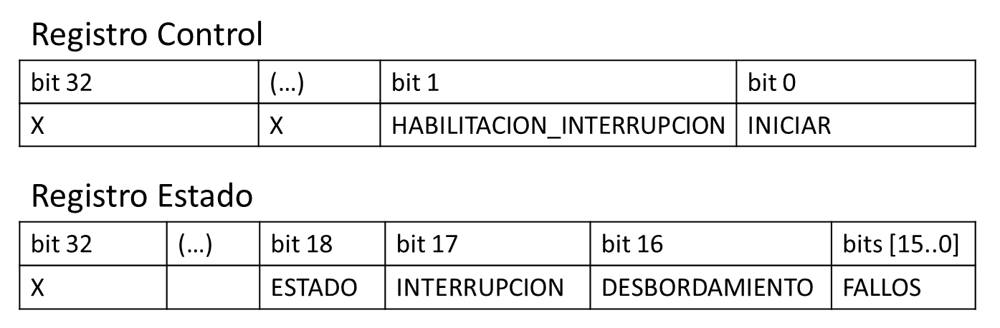 Registro Control
bit 32 (...) bit 1 bit 0
X X HABILITACION_INTERRUPCION INICIAR
Registro Estado
bit 32 (...) bit 18 bit 17 bit 16 bits [15..0]
X ESTADO INTERRUPCION DESBORDAMIENTO FALLOS